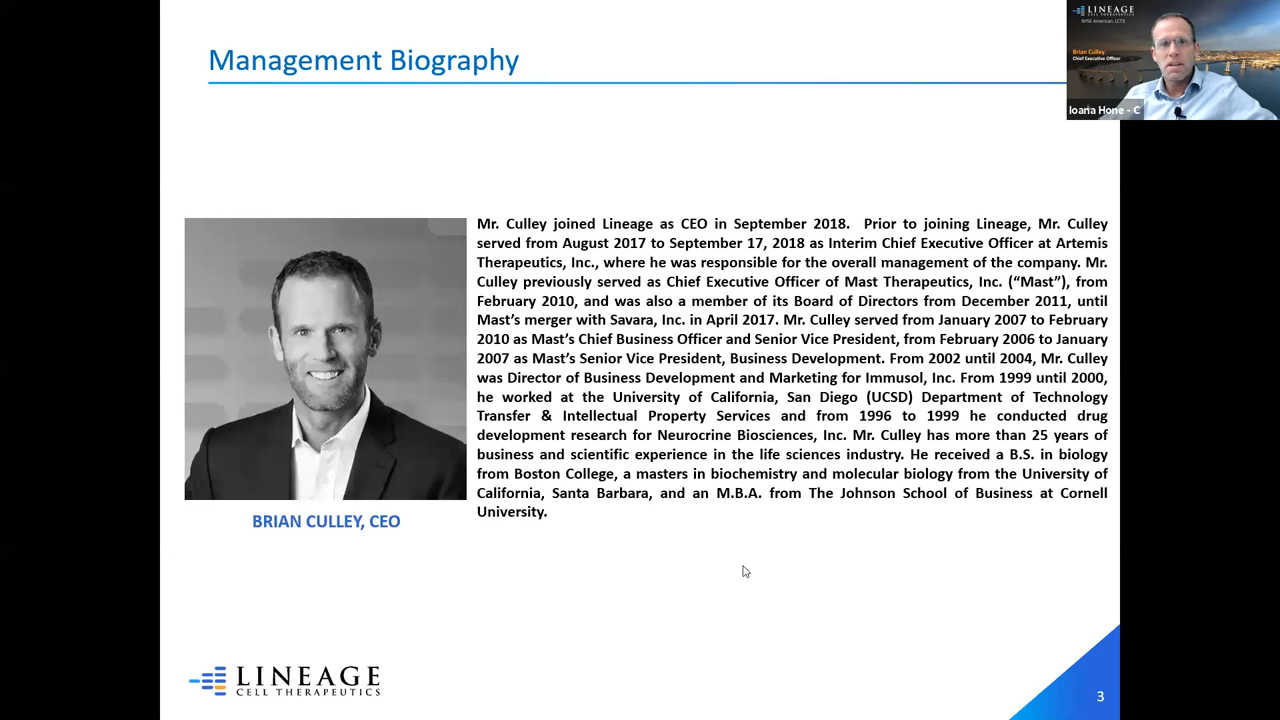 Management Biography
LINEAGE
CELL THERAPEUTICS
NYSE American: LCTX
Brian Culley
Chief Executive Officer
Ioana Hone - C
Mr. Culley joined Lineage as CEO in September 2018. Prior to joining Lineage, Mr. Culley
served from August 2017 to September 17, 2018 as Interim Chief Executive Officer at Artemis
Therapeutics, Inc., where he was responsible for the overall management of the company. Mr.
Culley previously served as Chief Executive Officer of Mast Therapeutics, Inc. (“Mast”), from
February 2010, and was also a member of its Board of Directors from December 2011, until
Mast’s merger with Savara, Inc. in April 2017. Mr. Culley served from January 2007 to February
2010 as Mast’s Chief Business Officer and Senior Vice President, from February 2006 to January
2007 as Mast’s Senior Vice President, Business Development. From 2002 until 2004, Mr. Culley
was Director of Business Development and Marketing for Immusol, Inc. From 1999 until 2000,
he worked at the University of California, San Diego (UCSD) Department of Technology
Transfer & Intellectual Property Services and from 1996 to 1999 he conducted drug
development research for Neurocrine Biosciences, Inc. Mr. Culley has more than 25 years of
business and scientific experience in the life sciences industry. He received a B.S. in biology
from Boston College, a masters in biochemistry and molecular biology from the University of
California, Santa Barbara, and an M.B.A. from The Johnson School of Business at Cornell
University.
BRIAN CULLEY, CEO
LINEAGE
CELL THERAPEUTICS
3